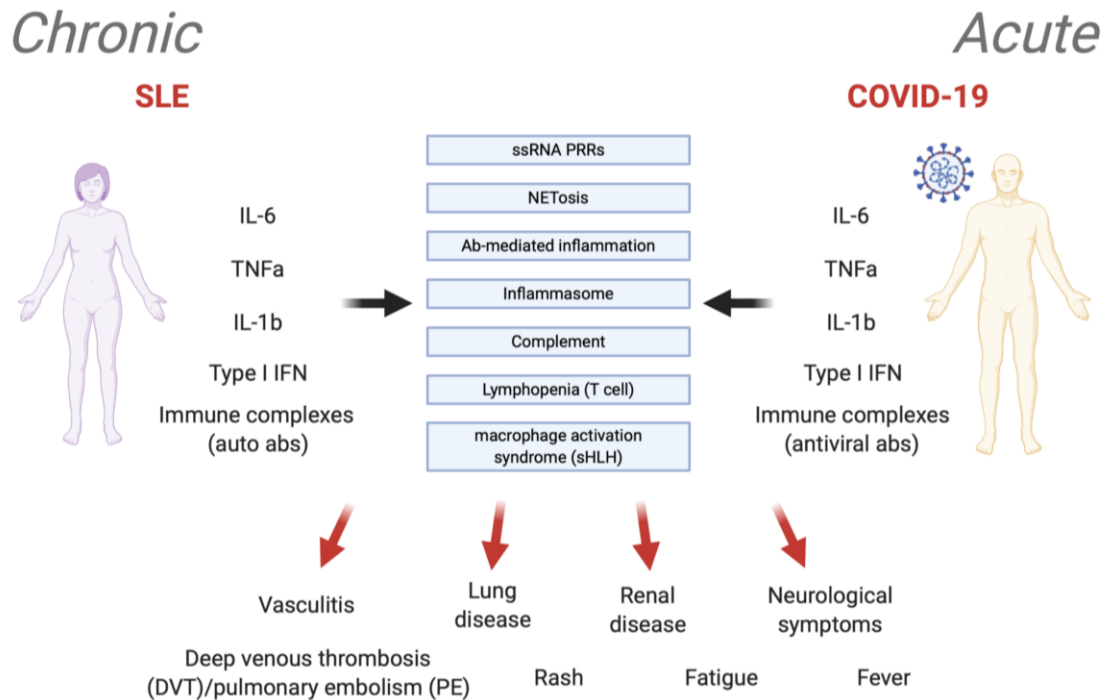 Chronic
Acute
SLE
COVID-19
IL-6
TNFa
IL-1b
Type I IFN
Immune complexes
(auto abs)
ssRNA PRRs
NETosis
Ab-mediated inflammation
Inflammasome
Complement
Lymphopenia (T cell)
macrophage activation
syndrome (sHLH)
IL-6
TNFa
IL-1b
Type I IFN
Immune complexes
(antiviral abs)
Vasculitis
Lung
disease
Renal
disease
Neurological
symptoms
Deep venous thrombosis
(DVT)/pulmonary embolism (PE)
Rash
Fatigue
Fever